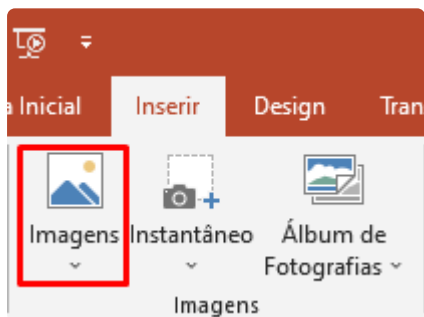 a Inicial Inserir Design Tran
Imagens Instantâneo Álbum de
Fotografias
Imagens